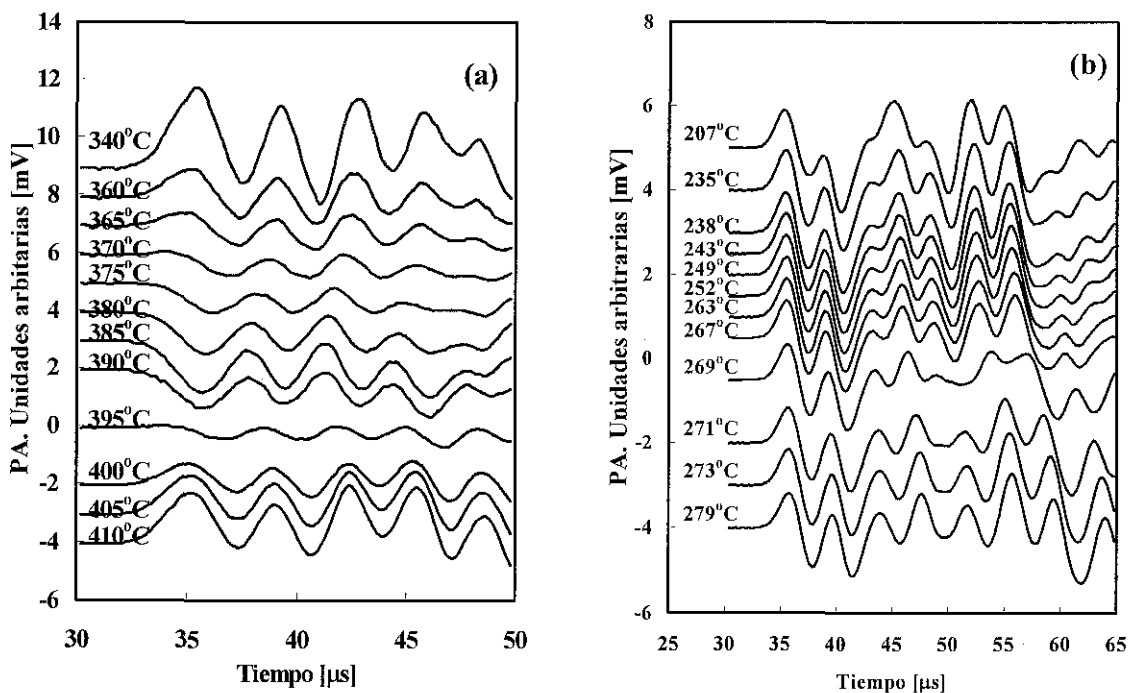 14
12
10
8
6
4
2
0
-2
-4
-6
PA. Unidades arbitarias [mV]
(a)
340°C
360°C
365°C
370°C
375°C
380°C
385°C
390°C
395°C
400°C
405°C
410°C
30
35
40
45
50
Tiempo [μs]
8
6
4
2
0
-2
-4
-6
PA. Unidades arbitrarias [mV]
(b)
207°C
235°C
238°C
243°C
249°C
252°C
263°C
267°C
269°C
271°C
273°C
279°C
25
30
35
40
45
50
55
60
65
Tiempo [μs]